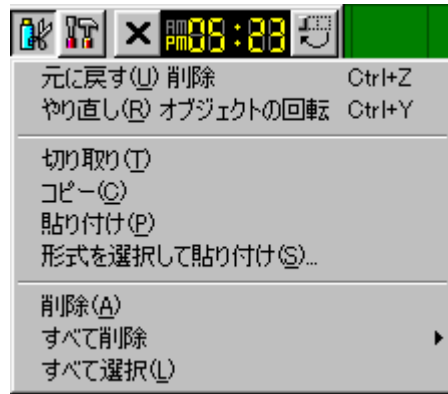 AM
PM 05:23
元に戻す(U) 削除 Ctrl+Z
やり直し(R) オブジェクトの回転 Ctrl+Y
切り取り(T)
コピー(C)
貼り付け(P)
形式を選択して貼り付け(S)...
削除(A)
すべて削除
すべて選択(L)